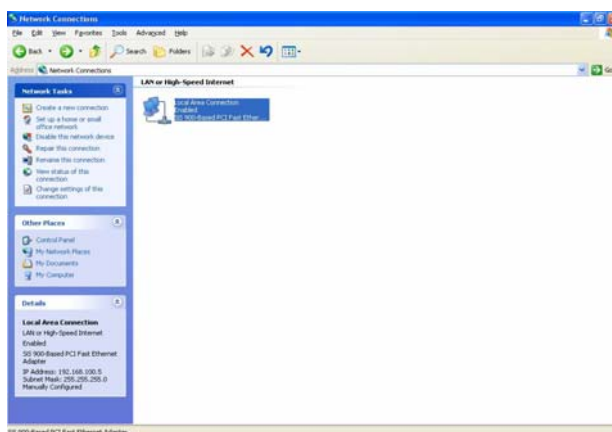 Network Connections
File Edit View Favorites Tools Advanced Help
Back Search Folders
Address Network Connections Go
LAN or High-Speed Internet
Local Area Connection
Enabled
SIS 900-Based PCI Fast Ether...
Network Tasks
Create a new connection
Set up a home or small
office network
Disable this network device
Repair this connection
Rename this connection
View status of this
connection
Change settings of this
connection
Other Places
Control Panel
My Network Places
My Documents
My Computer
Details
Local Area Connection
LAN or High-Speed Internet
Enabled
SIS 900-Based PCI Fast Ethernet
Adapter
IP Address: 192.168.100.5
Subnet Mask: 255.255.255.0
Manually Configured
SIS 900-Based PCI Fast Ethernet Adapter